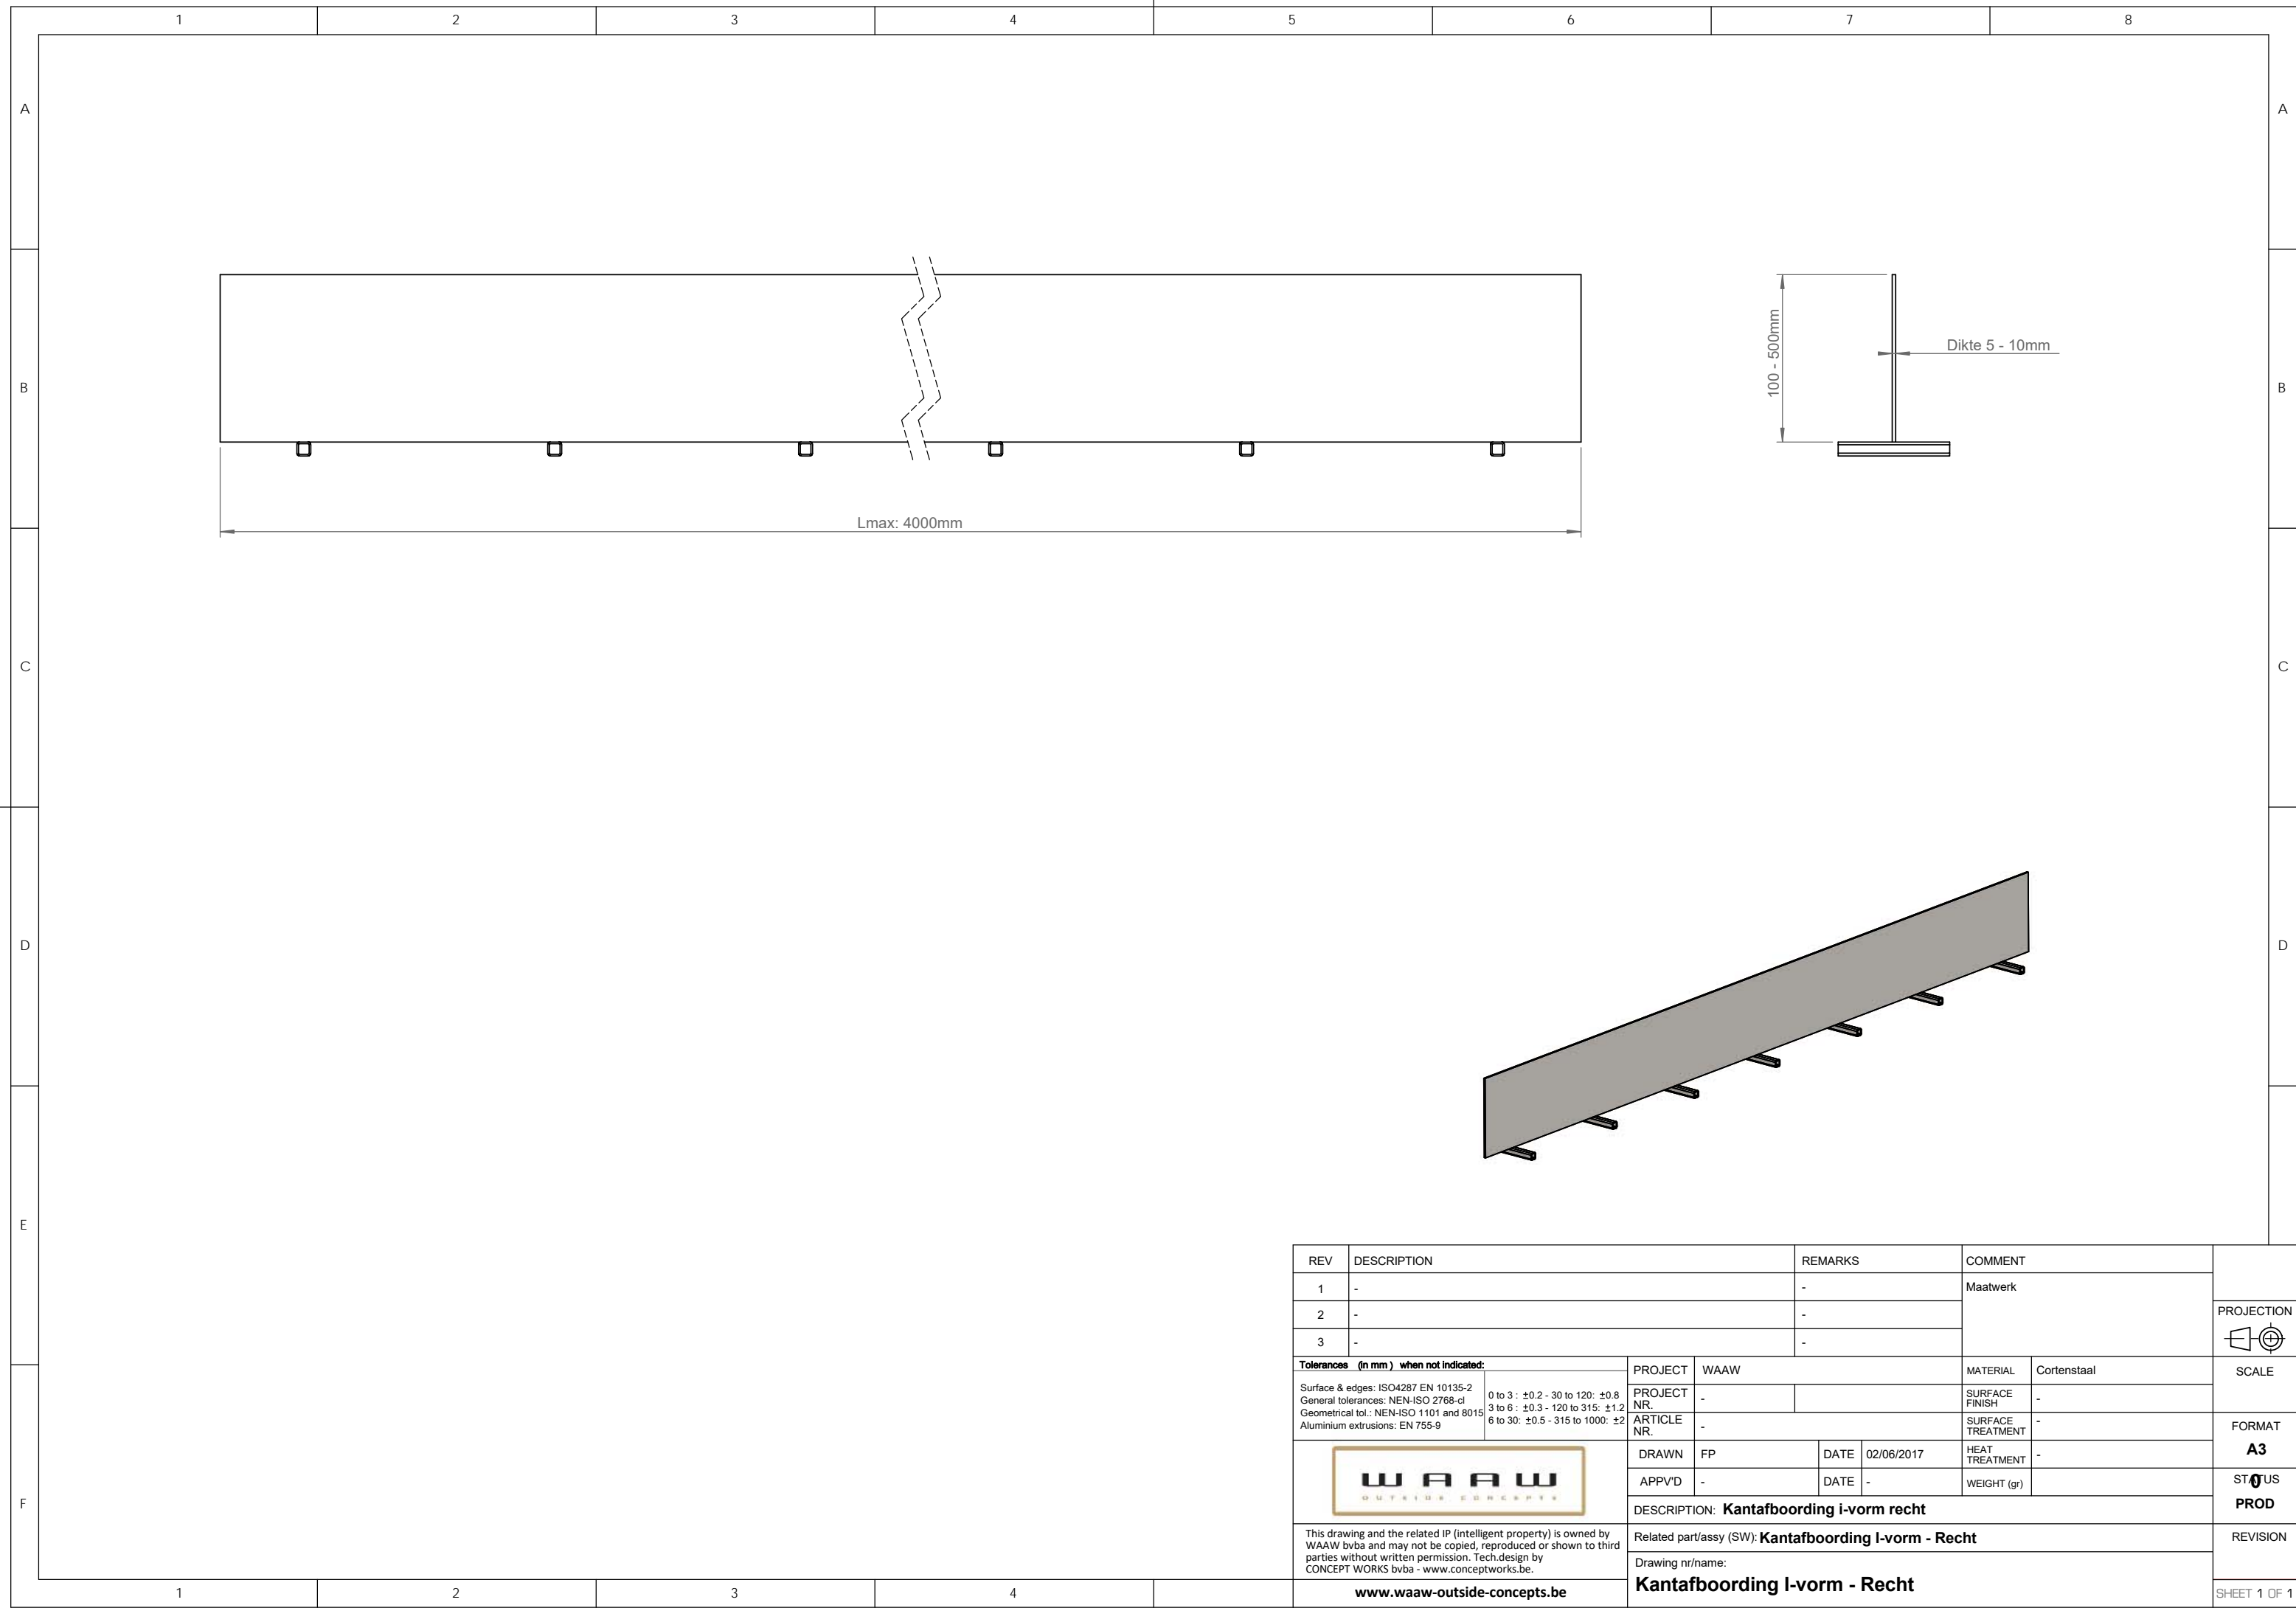 1 2 3 4 5 6 7 8
A A
B B
C C
D D
E
F
100 - 500mm
Dikte 5 - 10mm
Lmax: 4000mm
REV DESCRIPTION REMARKS COMMENT
1 - - Maatwerk
2 - -
3 - -
PROJECTION
Tolerances (in mm ) when not indicated:
Surface & edges: ISO4287 EN 10135-2
General tolerances: NEN-ISO 2768-cl
Geometrical tol.: NEN-ISO 1101 and 8015
Aluminium extrusions: EN 755-9
0 to 3 : ±0.2 - 30 to 120: ±0.8
3 to 6 : ±0.3 - 120 to 315: ±1.2
6 to 30: ±0.5 - 315 to 1000: ±2
PROJECT WAAW
MATERIAL Cortenstaal
SCALE
PROJECT NR. -
SURFACE FINISH -
ARTICLE NR. -
SURFACE TREATMENT -
FORMAT
A3
DRAWN FP DATE 02/06/2017
HEAT TREATMENT -
APPV'D - DATE -
WEIGHT (gr)
STATUS
0
PROD
WAAW
OUTSIDE CONCEPTS
DESCRIPTION: Kantafboording i-vorm recht
This drawing and the related IP (intelligent property) is owned by
WAAW bvba and may not be copied, reproduced or shown to third
parties without written permission. Tech.design by
CONCEPT WORKS bvba - www.conceptworks.be.
Related part/assy (SW): Kantafboording I-vorm - Recht
REVISION
Drawing nr/name:
Kantafboording I-vorm - Recht
www.waaw-outside-concepts.be
SHEET 1 OF 1
1 2 3 4